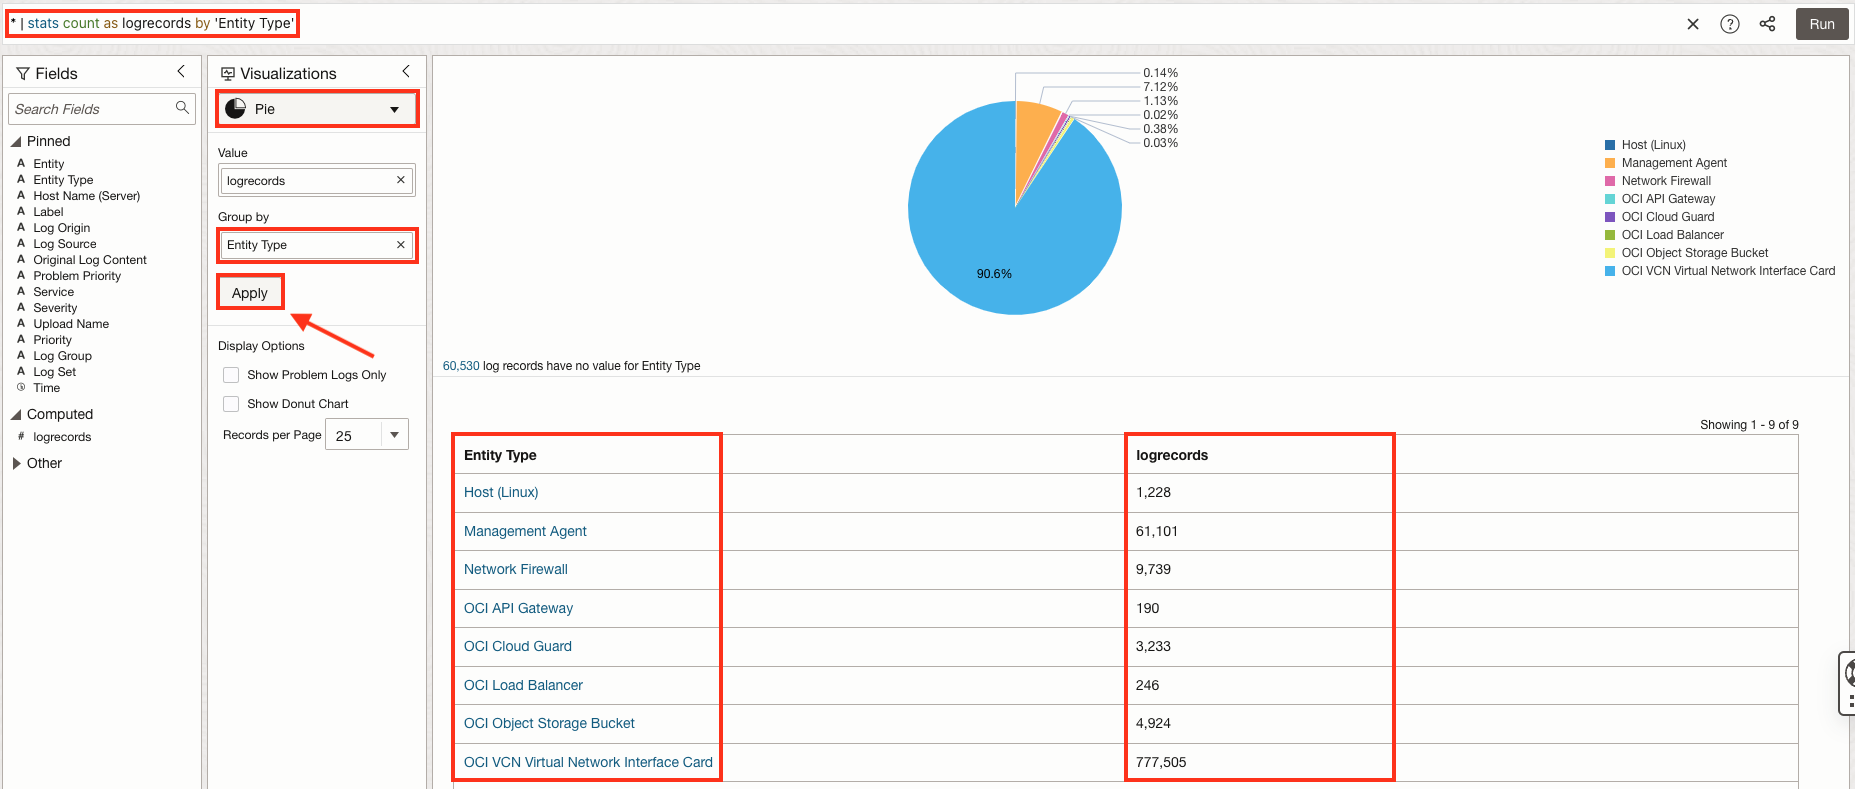 * | stats count as logrecords by 'Entity Type'
Run
Fields
Search Fields
Pinned
A Entity
A Entity Type
A Host Name (Server)
A Label
A Log Origin
A Log Source
A Original Log Content
A Problem Priority
A Service
A Severity
A Upload Name
A Priority
A Log Group
A Log Set
Time
Computed
# logrecords
Other
Visualizations
Pie
Value
logrecords
Group by
Entity Type
Apply
Display Options
Show Problem Logs Only
Show Donut Chart
Records per Page 25
0.14%
7.12%
1.13%
0.02%
0.38%
0.03%
90.6%
Host (Linux)
Management Agent
Network Firewall
OCI API Gateway
OCI Cloud Guard
OCI Load Balancer
OCI Object Storage Bucket
OCI VCN Virtual Network Interface Card
60,530 log records have no value for Entity Type
Showing 1 - 9 of 9
Entity Type logrecords
Host (Linux) 1,228
Management Agent 61,101
Network Firewall 9,739
OCI API Gateway 190
OCI Cloud Guard 3,233
OCI Load Balancer 246
OCI Object Storage Bucket 4,924
OCI VCN Virtual Network Interface Card 777,505